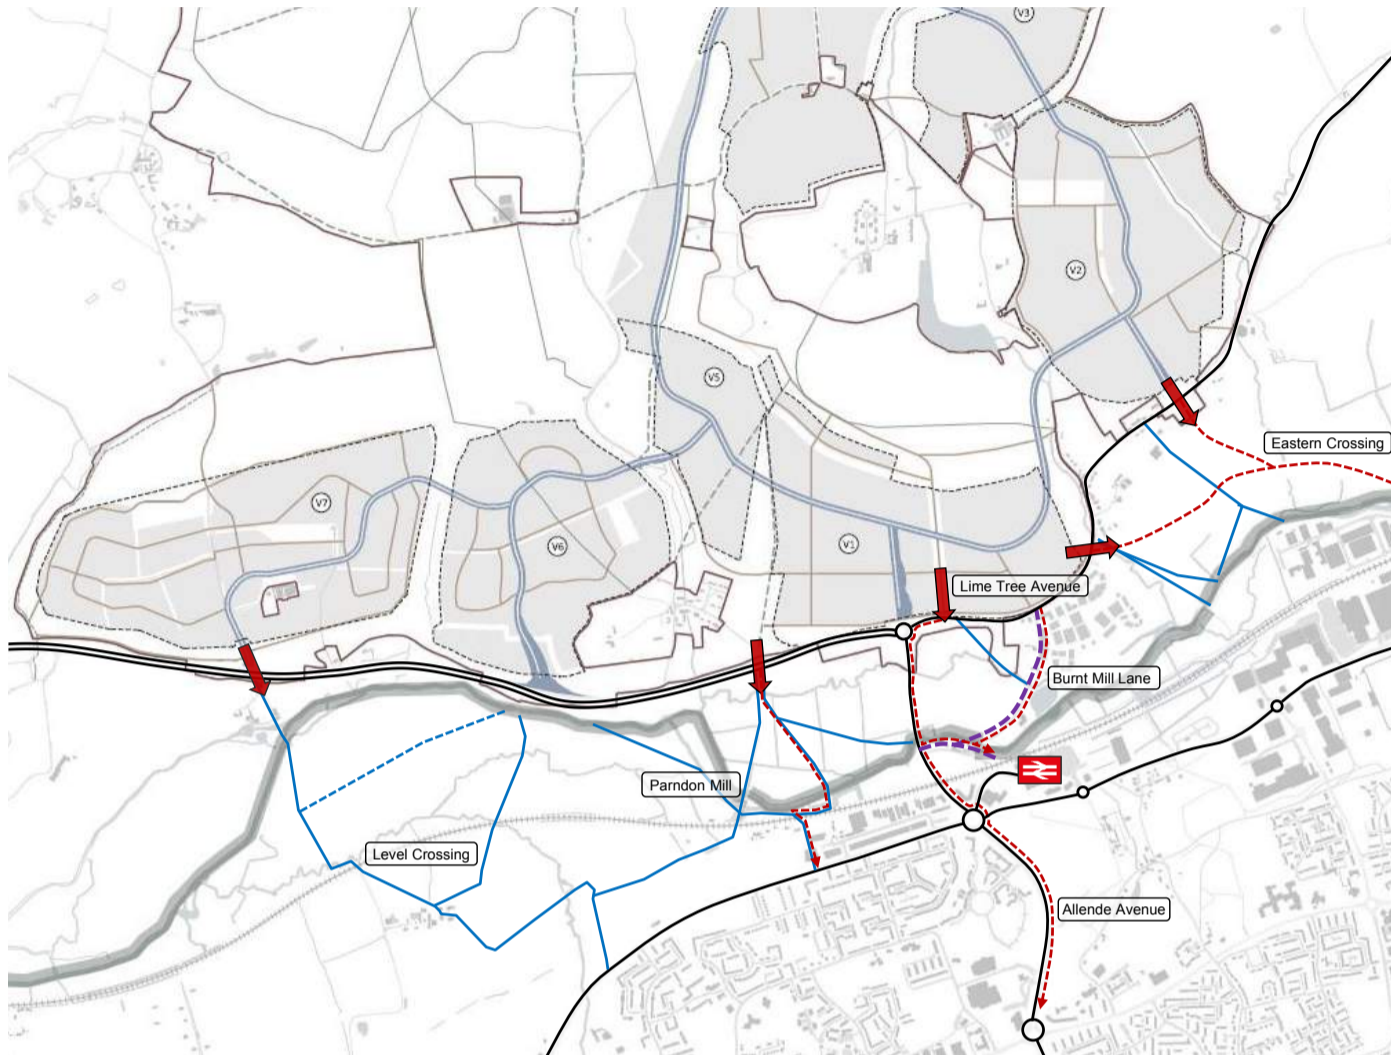 V3
V2
V5
Eastern Crossing
V7
V6
V1
Lime Tree Avenue
Burnt Mill Lane
Parndon Mill
Level Crossing
Allende Avenue